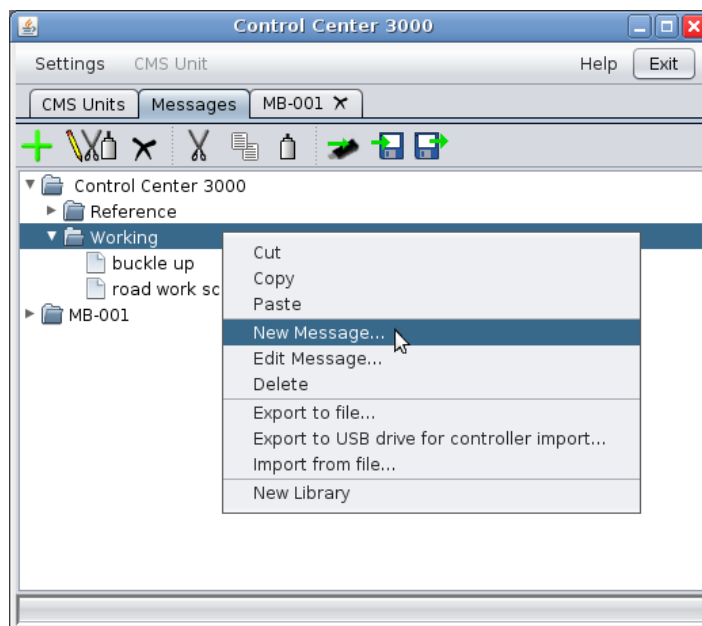 Control Center 3000
Settings CMS Unit Help Exit
CMS Units Messages MB-001
Control Center 3000
Reference
Working
buckle up
road work sc
MB-001
Cut
Copy
Paste
New Message...
Edit Message...
Delete
Export to file...
Export to USB drive for controller import...
Import from file...
New Library